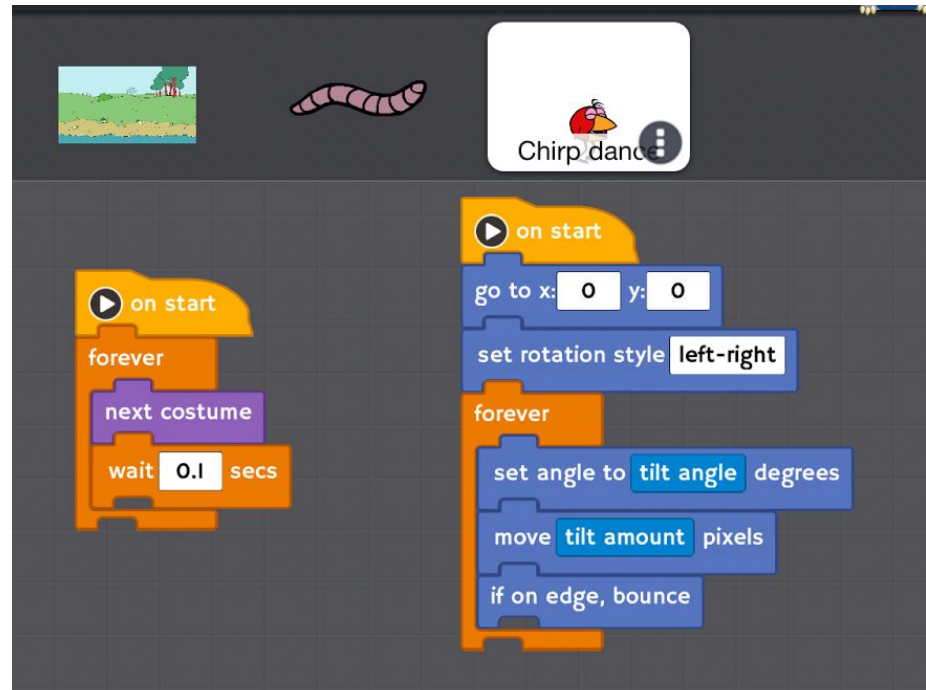 Chirp dance
on start
forever
next costume
wait 0.1 secs
on start
go to x: 0 y: 0
set rotation style left-right
forever
set angle to tilt angle degrees
move tilt amount pixels
if on edge, bounce